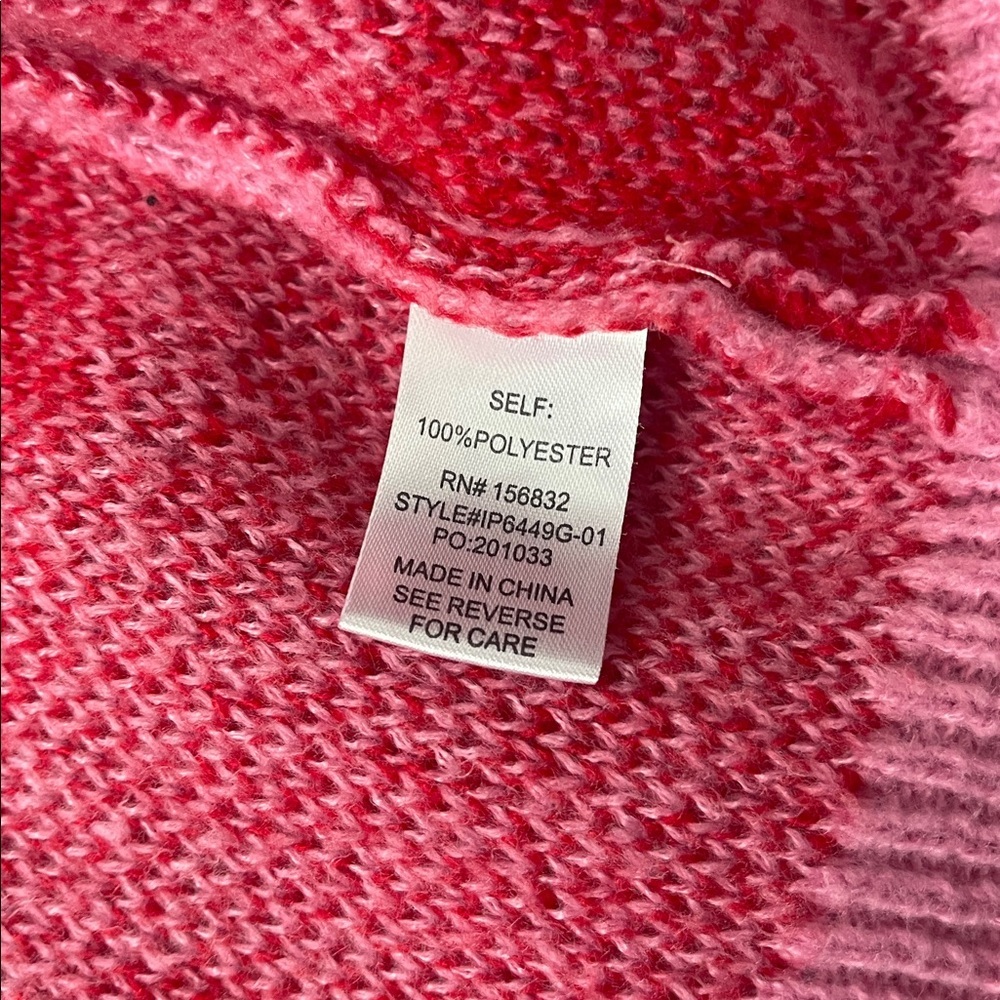 SELF:
100%POLYESTER
RN# 156832
STYLE#IP6449G-01
PO:201033
MADE IN CHINA
SEE REVERSE
FOR CARE